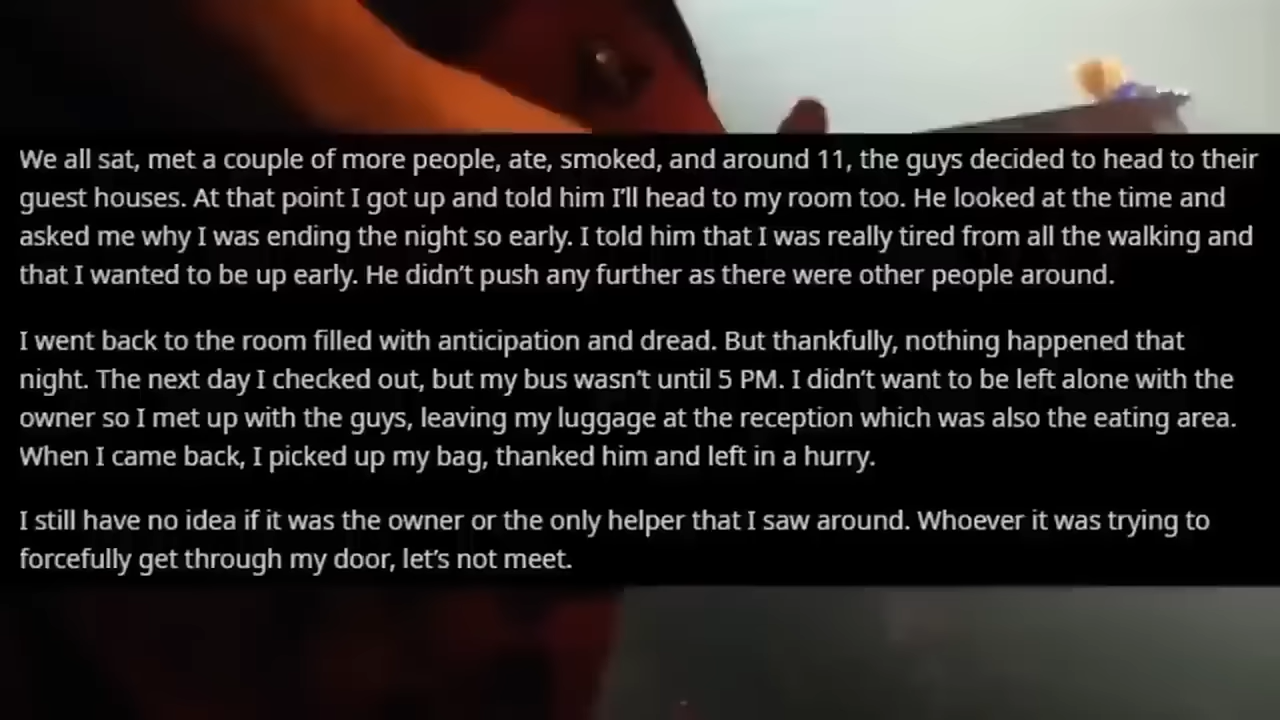 We all sat, met a couple of more people, ate, smoked, and around 11, the guys decided to head to their
guest houses. At that point I got up and told him I’ll head to my room too. He looked at the time and
asked me why I was ending the night so early. I told him that I was really tired from all the walking and
that I wanted to be up early. He didn’t push any further as there were other people around.
I went back to the room filled with anticipation and dread. But thankfully, nothing happened that
night. The next day I checked out, but my bus wasn’t until 5 PM. I didn’t want to be left alone with the
owner so I met up with the guys, leaving my luggage at the reception which was also the eating area.
When I came back, I picked up my bag, thanked him and left in a hurry.
I still have no idea if it was the owner or the only helper that I saw around. Whoever it was trying to
forcefully get through my door, let’s not meet.